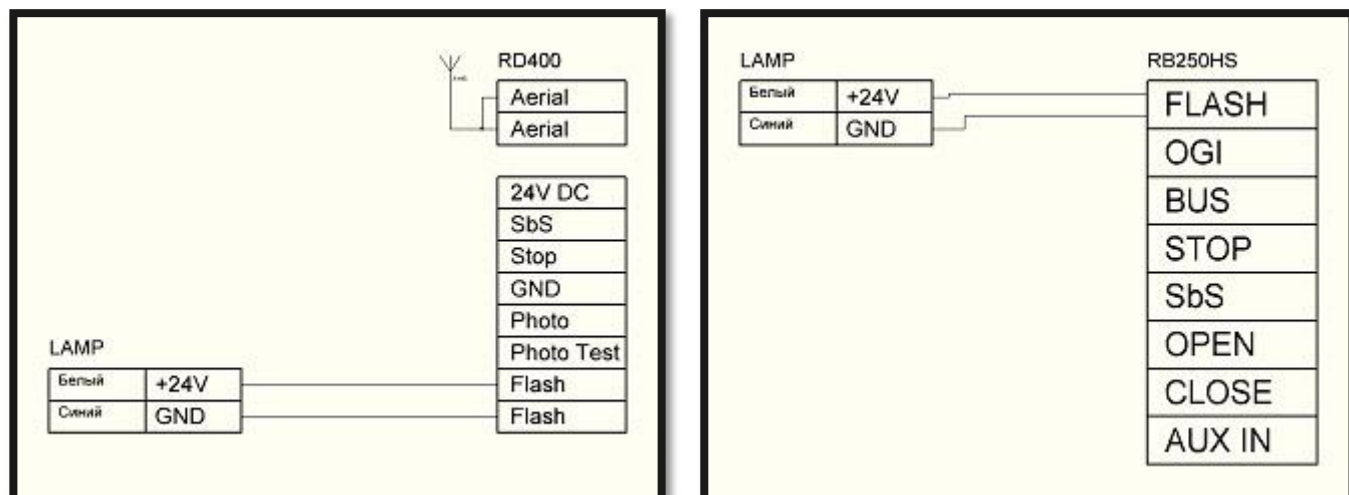 RD400
Aerial
Aerial
24V DC
SbS
Stop
GND
Photo
Photo Test
LAMP
Белый +24V Flash
Синий GND Flash
LAMP RB250HS
Белый +24V FLASH
Синий GND
OGI
BUS
STOP
SbS
OPEN
CLOSE
AUX IN